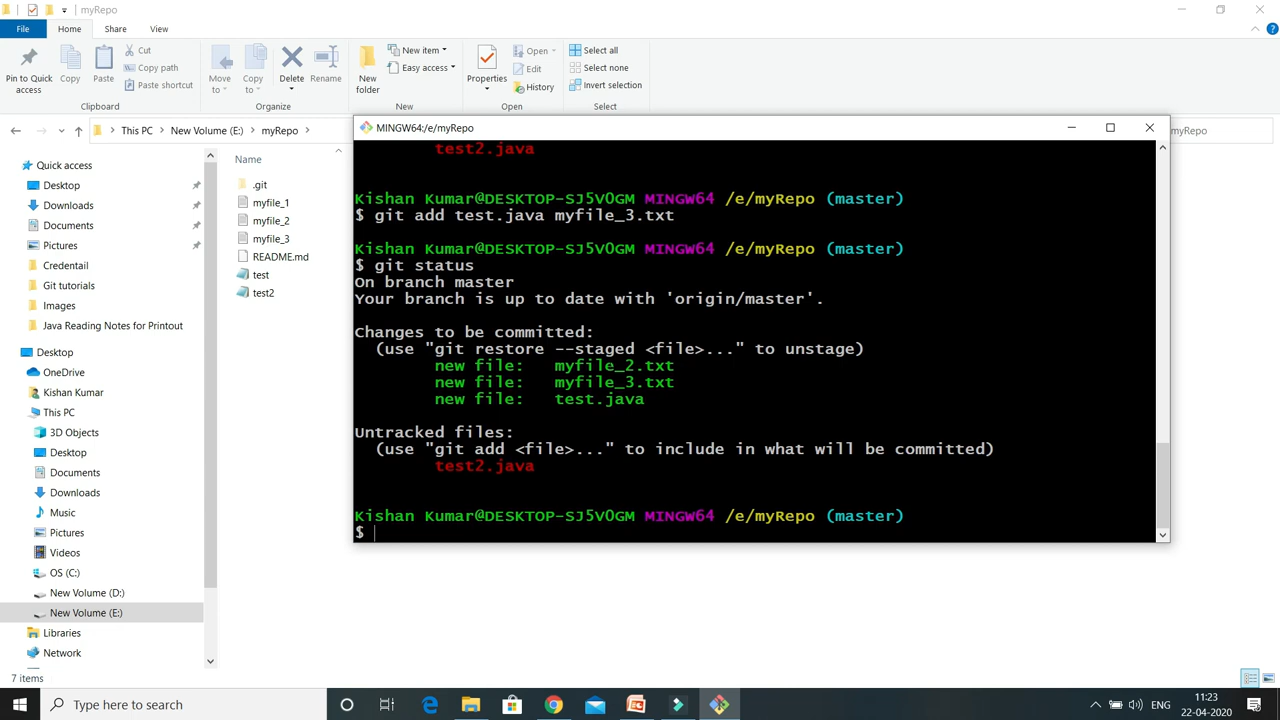 myRepo
File
Home
Share
View
Pin to Quick access
Copy
Paste
Cut
Copy path
Paste shortcut
Clipboard
Move to
Copy to
Delete
Rename
Organize
New folder
New item
Easy access
New
Properties
Open
Edit
History
Open
Select all
Select none
Invert selection
Select
This PC
New Volume (E:)
myRepo
myRepo
Quick access
Desktop
Downloads
Documents
Pictures
Credentail
Git tutorials
Images
Java Reading Notes for Printout
Desktop
OneDrive
Kishan Kumar
This PC
3D Objects
Desktop
Documents
Downloads
Music
Pictures
Videos
OS (C:)
New Volume (D:)
New Volume (E:)
Libraries
Network
7 items
Name
.git
myfile_1
myfile_2
myfile_3
README.md
test
test2
MINGW64:/e/myRepo
test2.java
Kishan Kumar@DESKTOP-SJ5V0GM MINGW64 /e/myRepo (master)
$ git add test.java myfile_3.txt
Kishan Kumar@DESKTOP-SJ5V0GM MINGW64 /e/myRepo (master)
$ git status
On branch master
Your branch is up to date with 'origin/master'.
Changes to be committed:
(use "git restore --staged <file>..." to unstage)
new file: myfile_2.txt
new file: myfile_3.txt
new file: test.java
Untracked files:
(use "git add <file>..." to include in what will be committed)
test2.java
Kishan Kumar@DESKTOP-SJ5V0GM MINGW64 /e/myRepo (master)
$
Type here to search
ENG
11:23
22-04-2020